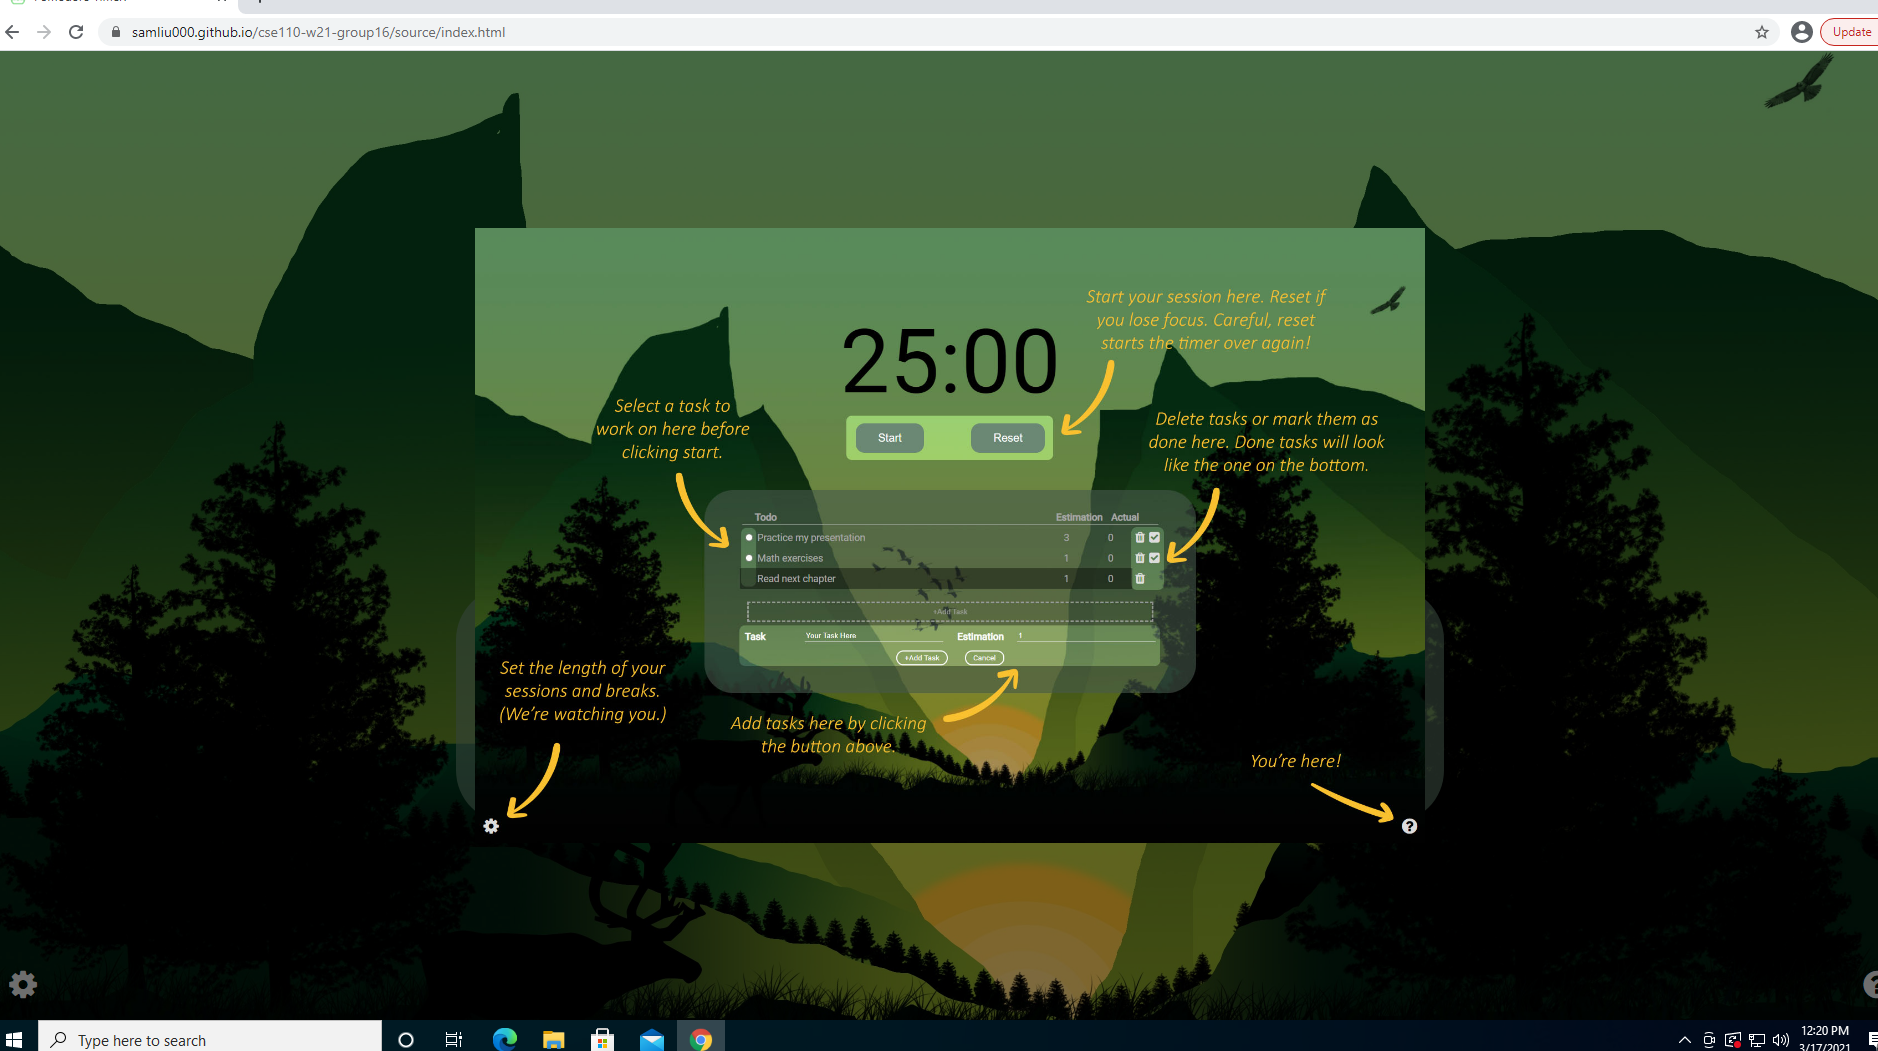 samliu000.github.io/cse110-w21-group16/source/index.html
Update
Start your session here. Reset if
you lose focus. Careful, reset
starts the timer over again!
25:00
Start
Reset
Select a task to
work on here before
clicking start.
Delete tasks or mark them as
done here. Done tasks will look
like the one on the bottom.
Todo Estimation Actual
Practice my presentation 3 0
Math exercises 1 0
Read next chapter 1 0
+Add Task
Task Your Task Here Estimation 1
+Add Task Cancel
Set the length of your
sessions and breaks.
(We're watching you.)
Add tasks here by clicking
the button above.
You're here!
Type here to search
12:20 PM
3/17/2021